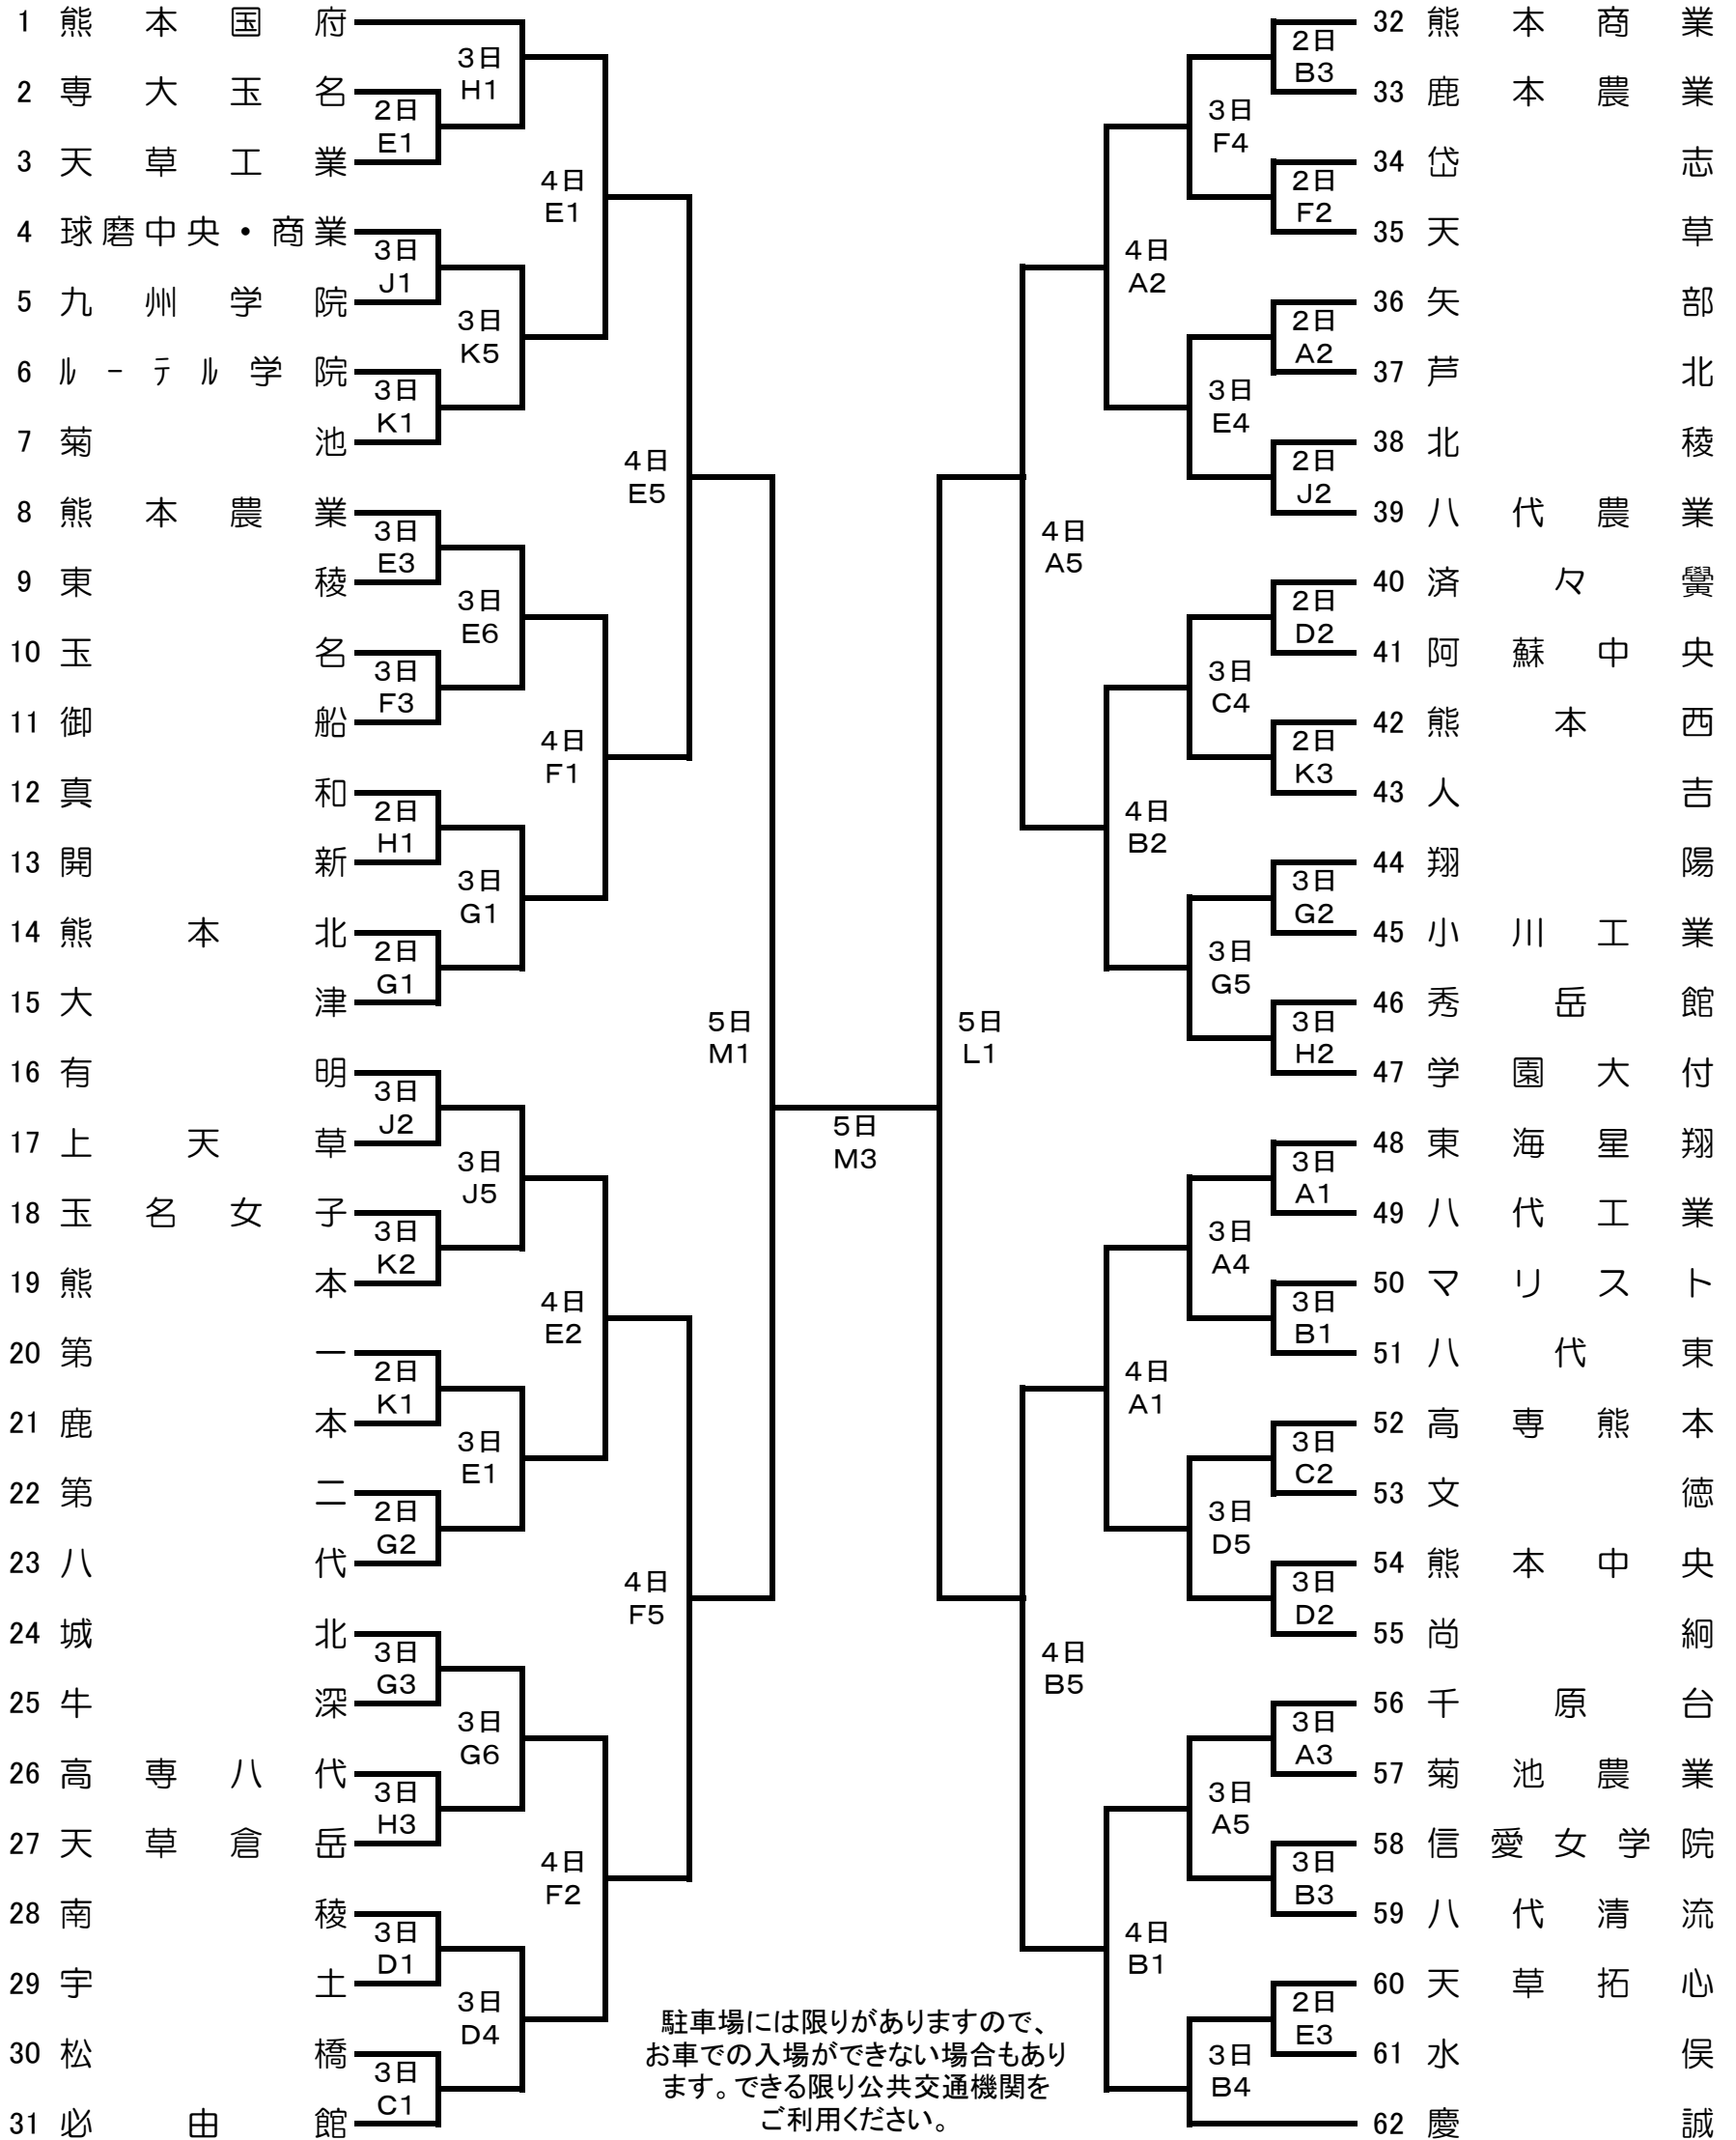 1 熊本国府
2 専大玉名
3 天草工業
4 球磨中央・商業
5 九州学院
6 ﾙｰﾃﾙ学院
7 菊池
8 熊本農業
9 東稜
10 玉名
11 御船
12 真和
13 開新
14 熊本北
15 大津
16 有明
17 上天草
18 玉名女子
19 熊本
20 第一
21 鹿本
22 第二
23 八代
24 城北
25 牛深
26 高専八代
27 天草倉岳
28 南稜
29 宇土
30 松橋
31 必由館
2日
E1
3日
J1
3日
K1
3日
E3
3日
F3
2日
H1
2日
G1
3日
J2
3日
K2
2日
K1
2日
G2
3日
G3
3日
H3
3日
D1
3日
C1
3日
H1
3日
K5
3日
E6
3日
G1
3日
J5
3日
E1
3日
G6
3日
D4
4日
E1
4日
F1
4日
E2
4日
F2
4日
E5
4日
F5
5日
M1
5日
M3
5日
L1
4日
A5
4日
B5
4日
A2
4日
B2
4日
A1
4日
B1
3日
F4
3日
E4
3日
C4
3日
G5
3日
A4
3日
D5
3日
A5
3日
B4
2日
B3
2日
F2
2日
A2
2日
J2
2日
D2
2日
K3
3日
G2
3日
H2
3日
A1
3日
B1
3日
C2
3日
D2
3日
A3
3日
B3
2日
E3
32 熊本商業
33 鹿本農業
34 岱志
35 天草
36 矢部
37 芦北
38 北稜
39 八代農業
40 済々黌
41 阿蘇中央
42 熊本西
43 人吉
44 翔陽
45 小川工業
46 秀岳館
47 学園大付
48 東海星翔
49 八代工業
50 マリスト
51 八代東
52 高専熊本
53 文徳
54 熊本中央
55 尚絅
56 千原台
57 菊池農業
58 信愛女学院
59 八代清流
60 天草拓心
61 水俣
62 慶誠
駐車場には限りがありますので、
お車での入場ができない場合もあり
ます。できる限り公共交通機関を
ご利用ください。